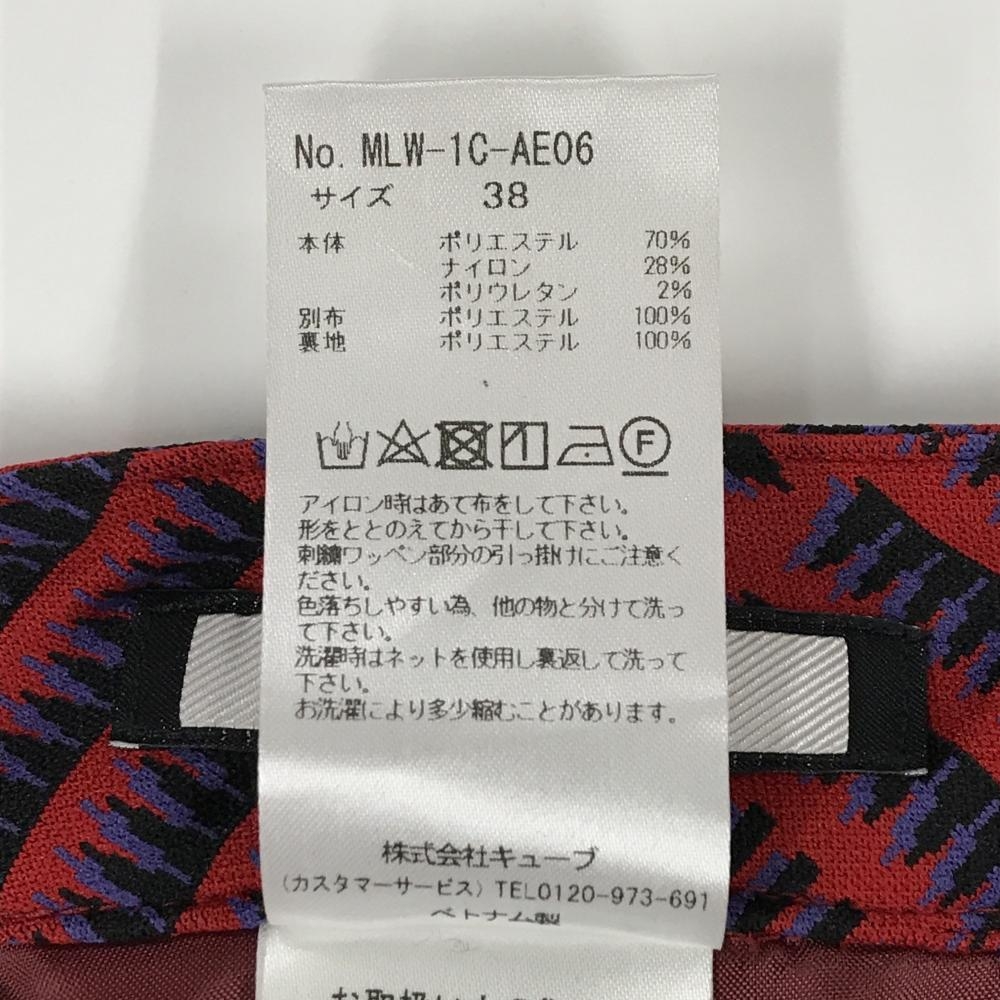 No. MLW-1C-AE06
サイズ 38
本体 ポリエステル 70%
ナイロン 28%
ポリウレタン 2%
別布 ポリエステル 100%
裏地 ポリエステル 100%
F
アイロン時はあて布をして下さい。
形をととのえてから干して下さい。
刺繍ワッペン部分の引っ掛けにご注意く
ださい。
色落ちしやすい為、他の物と分けて洗っ
て下さい。
洗濯時はネットを使用し裏返して洗って
下さい。
お洗濯により多少縮むことがあります。
株式会社キューブ
(カスタマーサービス) TEL0120-973-691
ベトナム製